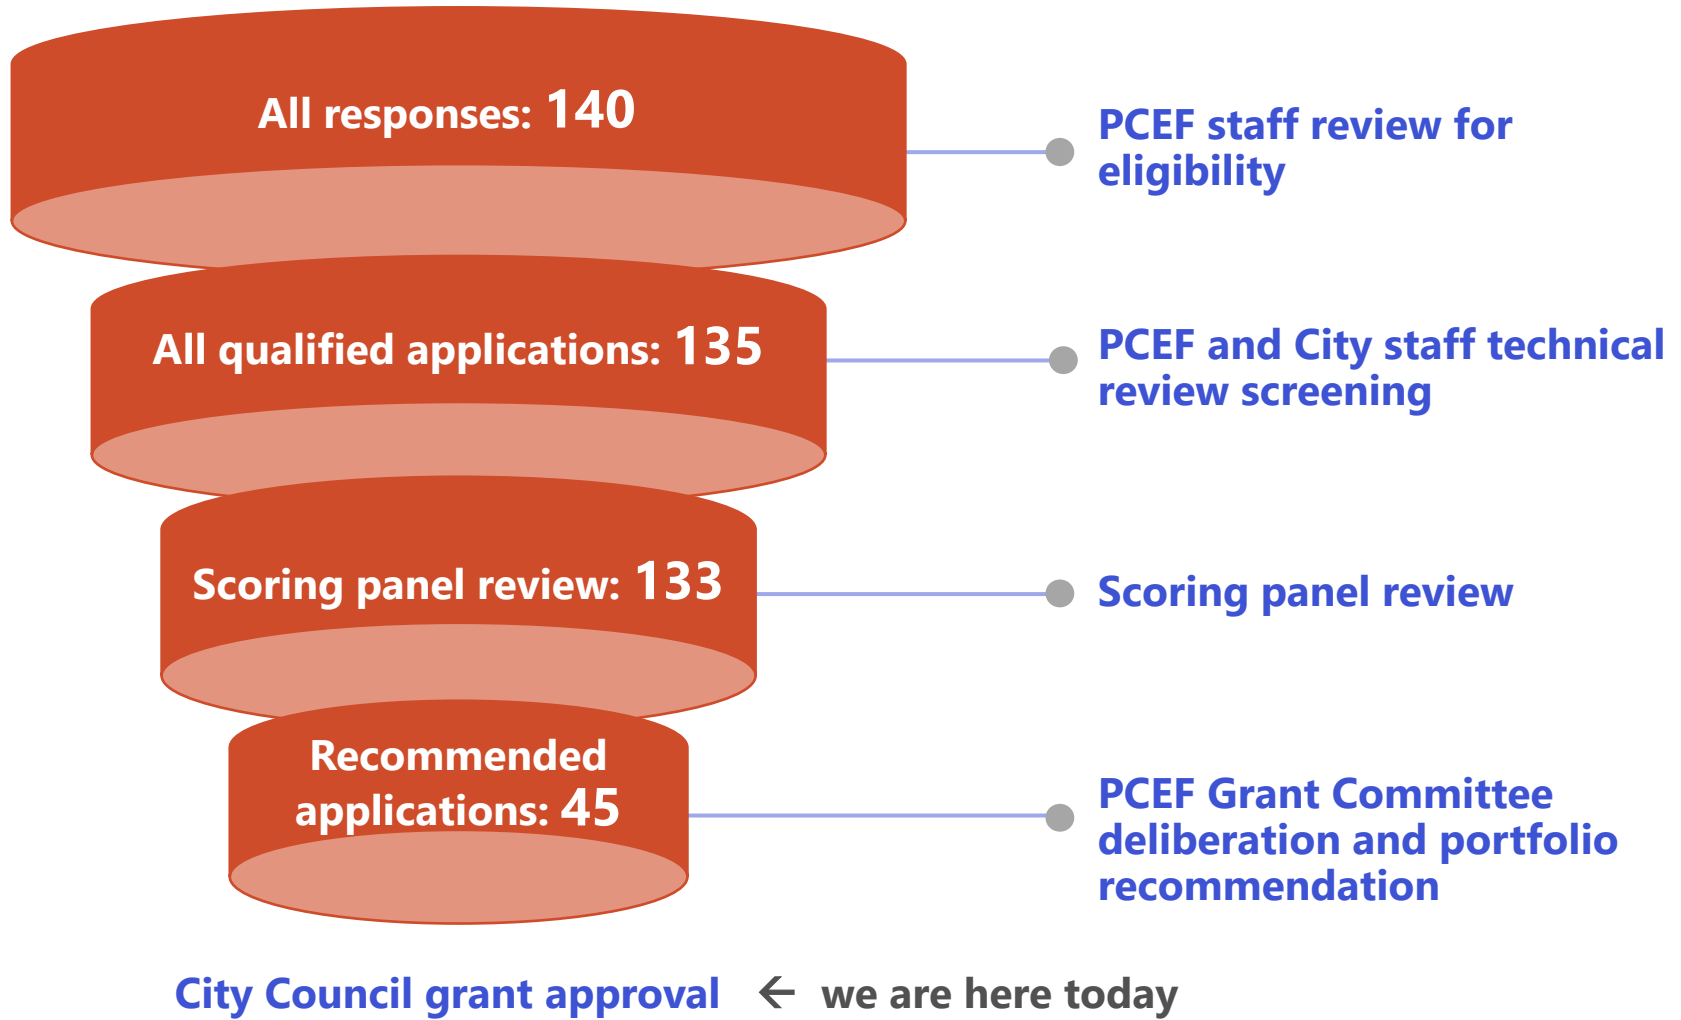 All responses: 140
PCEF staff review for
eligibility
All qualified applications: 135
PCEF and City staff technical
review screening
Scoring panel review: 133
Scoring panel review
Recommended
applications: 45
PCEF Grant Committee
deliberation and portfolio
recommendation
City Council grant approval ← we are here today